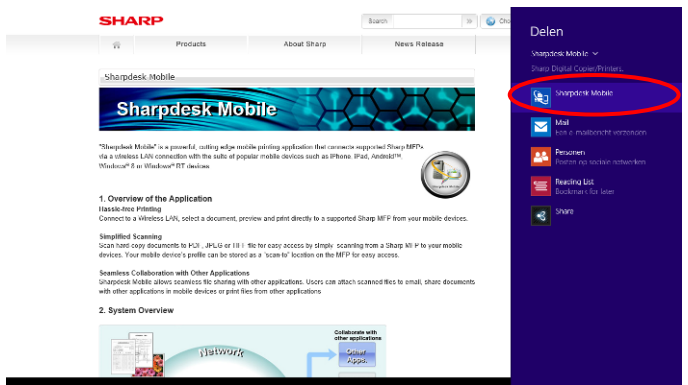 SHARP
Search
Cho
Products
About Sharp
News Release
Sharpdesk Mobile
Sharpdesk Mobile
"Sharpdesk Mobile" is a powerful, cutting edge mobile printing application that connects supported Sharp MFPs
via a wireless LAN connection with the suite of popular mobile devices such as iPhone, iPad, Android™,
Windows® 8 or Windows® RT devices.
1. Overview of the Application
Hassle-free Printing
Connect to a Wireless LAN, select a document, preview and print directly to a supported Sharp MFP from your mobile devices.
Simplified Scanning
Scan hard copy documents to PDF, JPEG or TIFF file for easy access by simply scanning from a Sharp MFP to your mobile
devices. Your mobile device's profile can be stored as a "scan-to" location on the MFP for easy access.
Seamless Collaboration with Other Applications
Sharpdesk Mobile allows seamless file sharing with other applications. Users can attach scanned files to email, share documents
with other applications in mobile devices or print files from other applications
2. System Overview
Network
Collaborate with
other applications
Other
Apps.
Delen
Sharpdesk Mobile
Sharp Digital Copier/Printers.
Sharpdesk Mobile
Mail
Een e-mailbericht verzenden
Personen
Posten op sociale netwerken
Reading List
Bookmark for later
Share